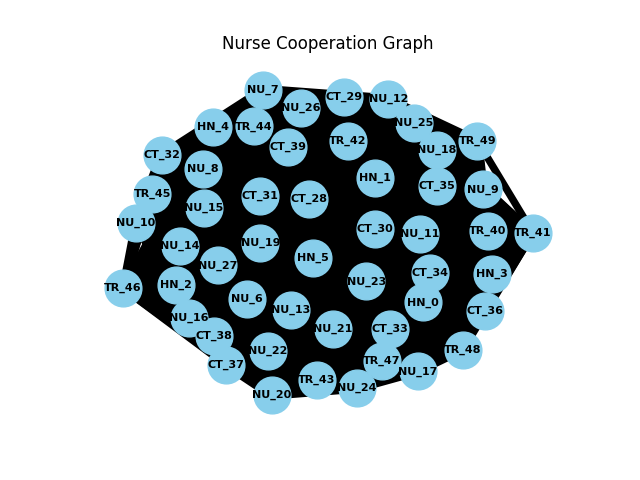 Nurse Cooperation Graph
NU_7
CT_29
NU_12
NU_26
NU_25
HN_4
TR_44
TR_42
TR_49
CT_39
NU_18
CT_32
NU_8
HN_1
CT_35
NU_9
TR_45
CT_31
CT_28
NU_15
NU_10
CT_30
NU_11
TR_40
TR_41
NU_14
NU_19
HN_5
NU_27
CT_34
HN_3
NU_23
TR_46
HN_2
NU_6
HN_0
NU_13
CT_36
NU_16
NU_21
CT_33
CT_38
NU_22
TR_48
CT_37
TR_47
NU_17
TR_43
NU_24
NU_20